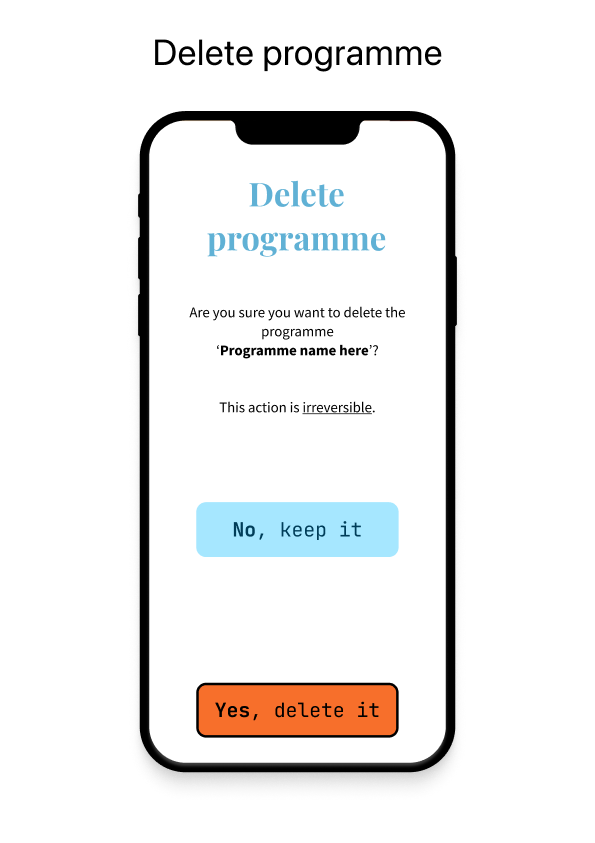 Delete programme
Delete
programme
Are you sure you want to delete the
programme
‘Programme name here’?
This action is irreversible.
No, keep it
Yes, delete it